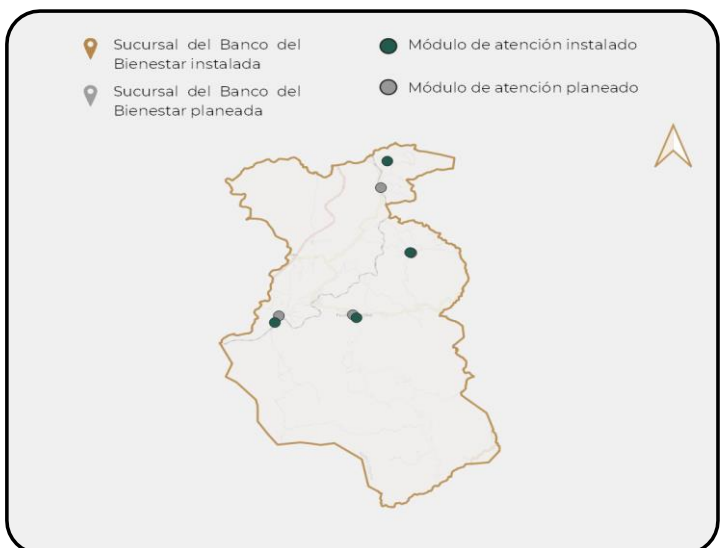 Sucursal del Banco del
Bienestar instalada
Sucursal del Banco del
Bienestar planeada
Módulo de atención instalado
Módulo de atención planeado